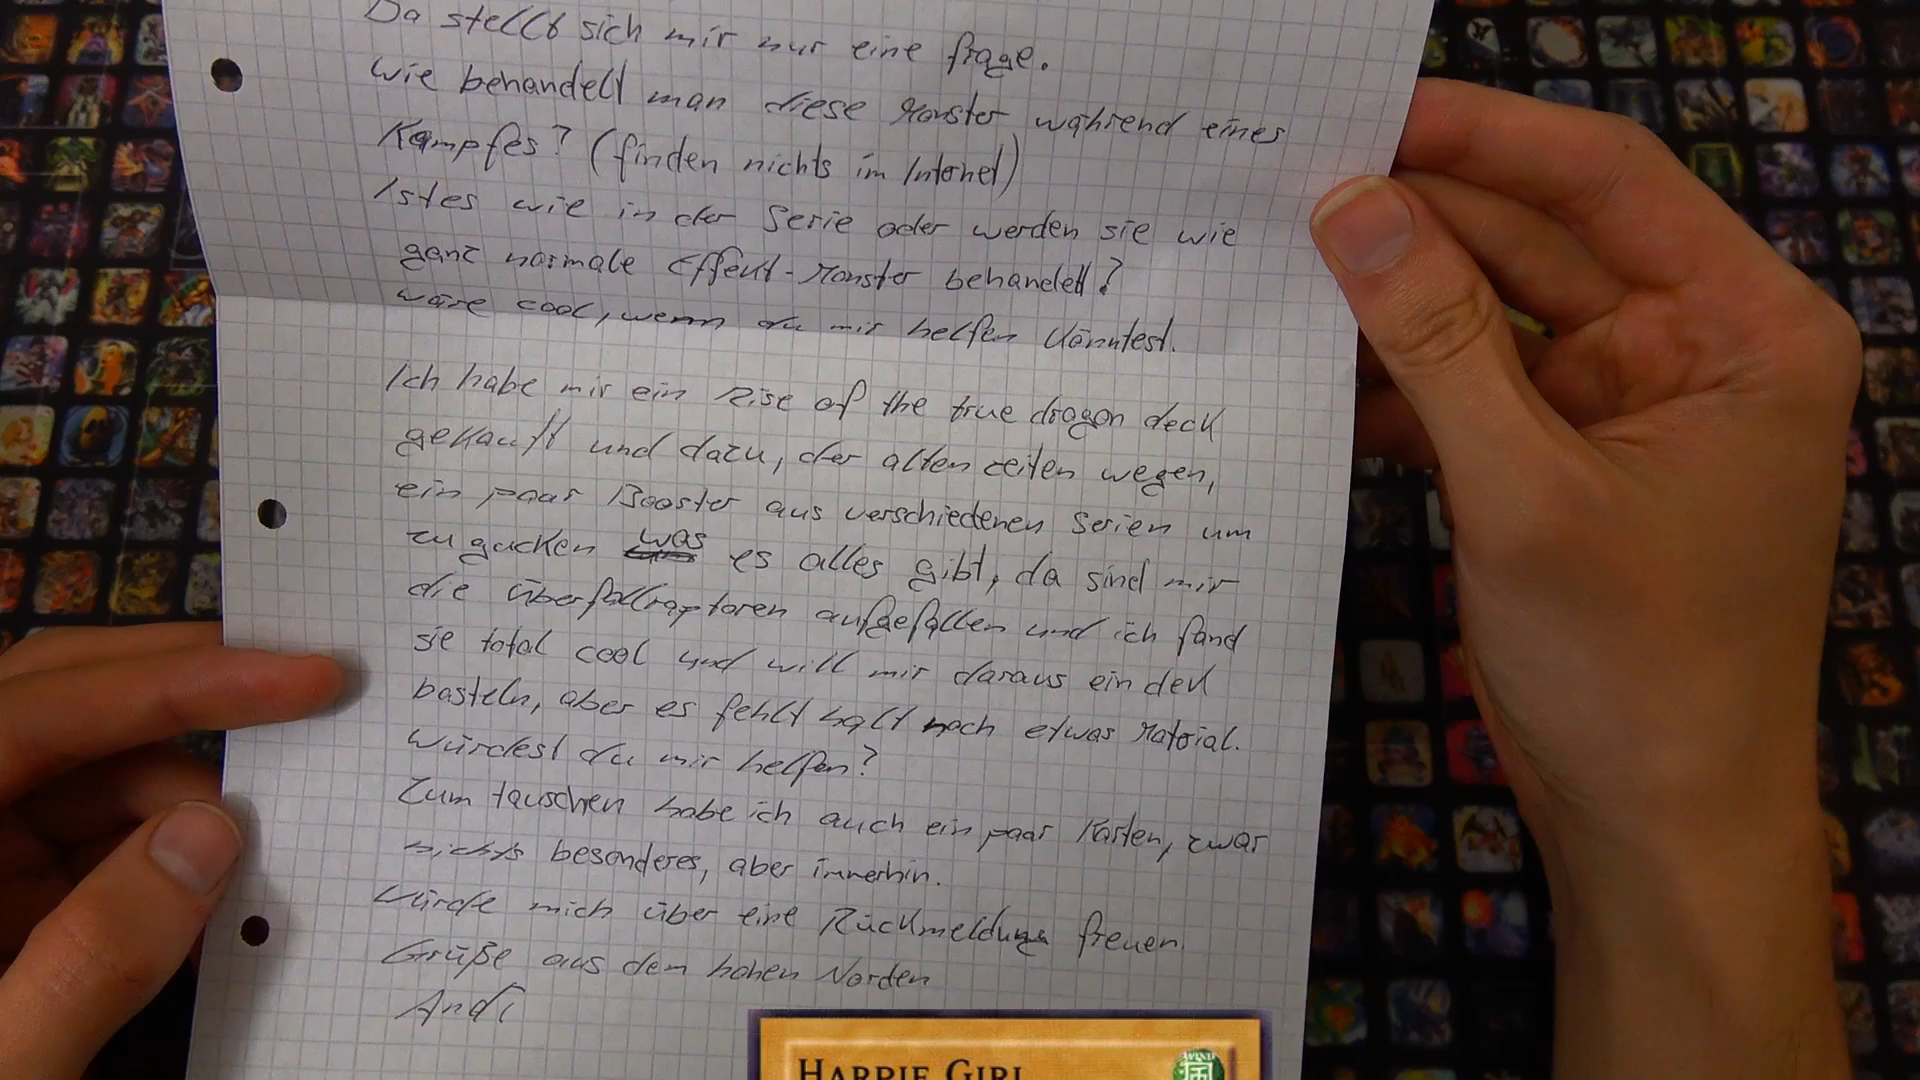 Da stellt sich mir nur eine frage.
Wie behandelt man diese Monster während eines
Kampfes? (finden nichts im Internet)
Ist es wie in der Serie oder werden sie wie
ganz normale Effekt-Monster behandelt?
wäre cool, wenn du mir helfen könntest.
Ich habe mir ein Rise of the true dragon deck
gekauft und dazu, der alten zeiten wegen,
ein paar Booster aus verschiedenen Serien um
zu gucken was es alles gibt, da sind mir
die überfallraptoren aufgefallen und ich fand
sie total cool und will mir daraus ein deck
basteln, aber es fehlt halt noch etwas Material.
würdest du mir helfen?
Zum tauschen habe ich auch ein paar Karten, zwar
nichts besonderes, aber immerhin.
Würde mich über eine Rückmeldung freuen.
Grüße aus dem hohen Norden
Andi
HARPIE GIRL
WIND
風